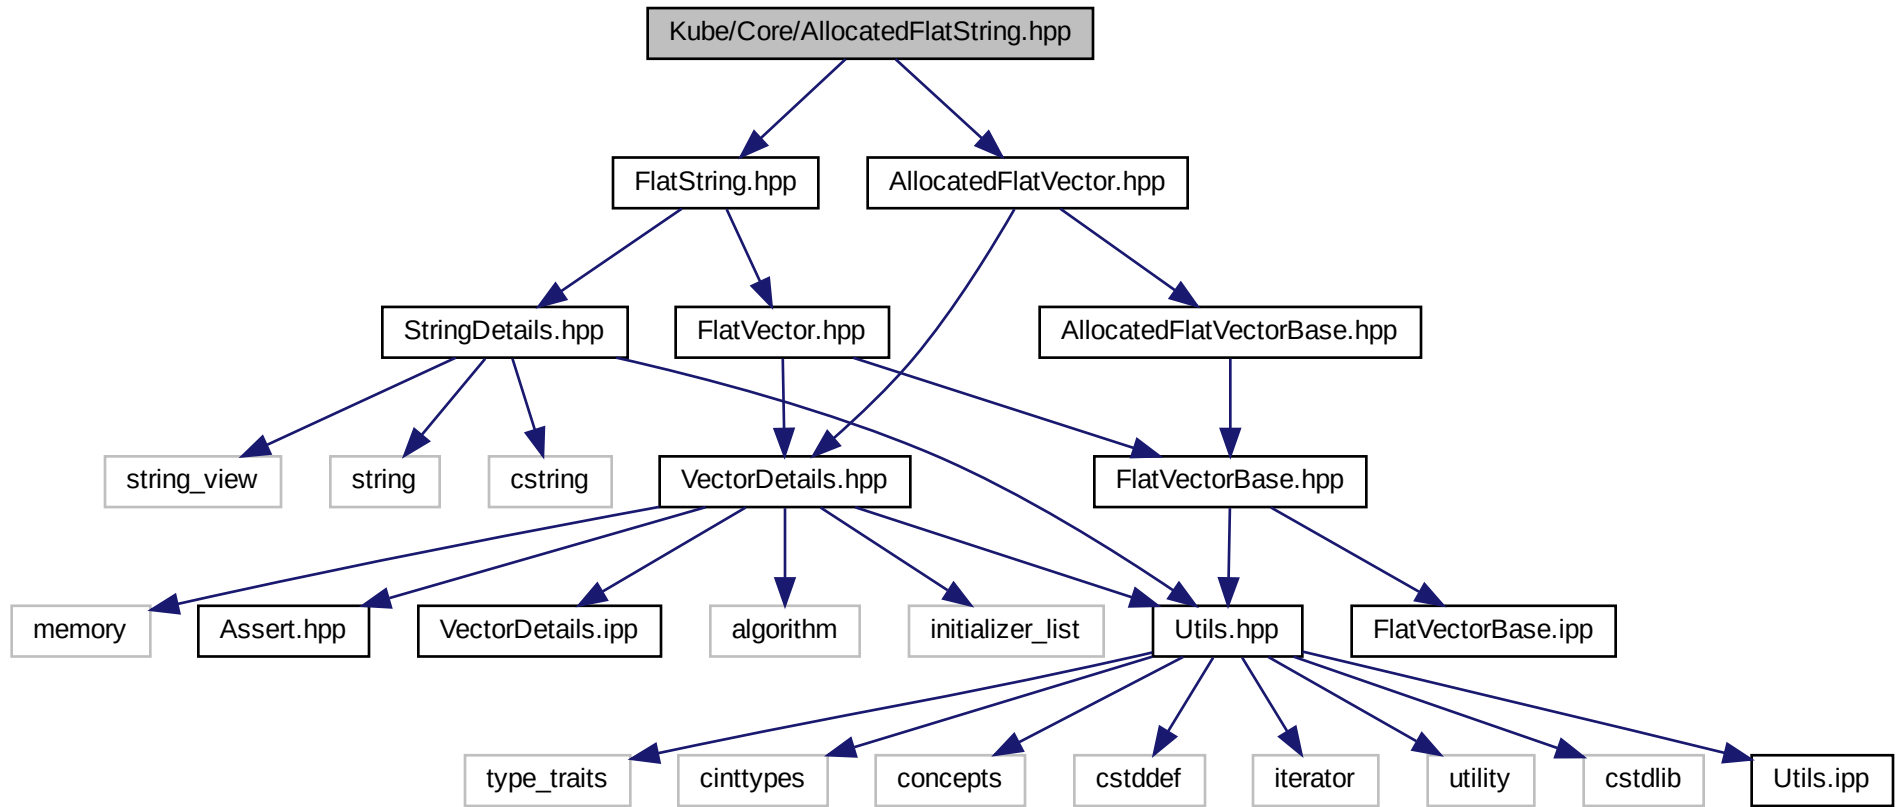 Kube/Core/AllocatedFlatString.hpp
FlatString.hpp
AllocatedFlatVector.hpp
StringDetails.hpp
FlatVector.hpp
AllocatedFlatVectorBase.hpp
string_view
string
cstring
VectorDetails.hpp
FlatVectorBase.hpp
memory
Assert.hpp
VectorDetails.ipp
algorithm
initializer_list
Utils.hpp
FlatVectorBase.ipp
type_traits
cinttypes
concepts
cstddef
iterator
utility
cstdlib
Utils.ipp